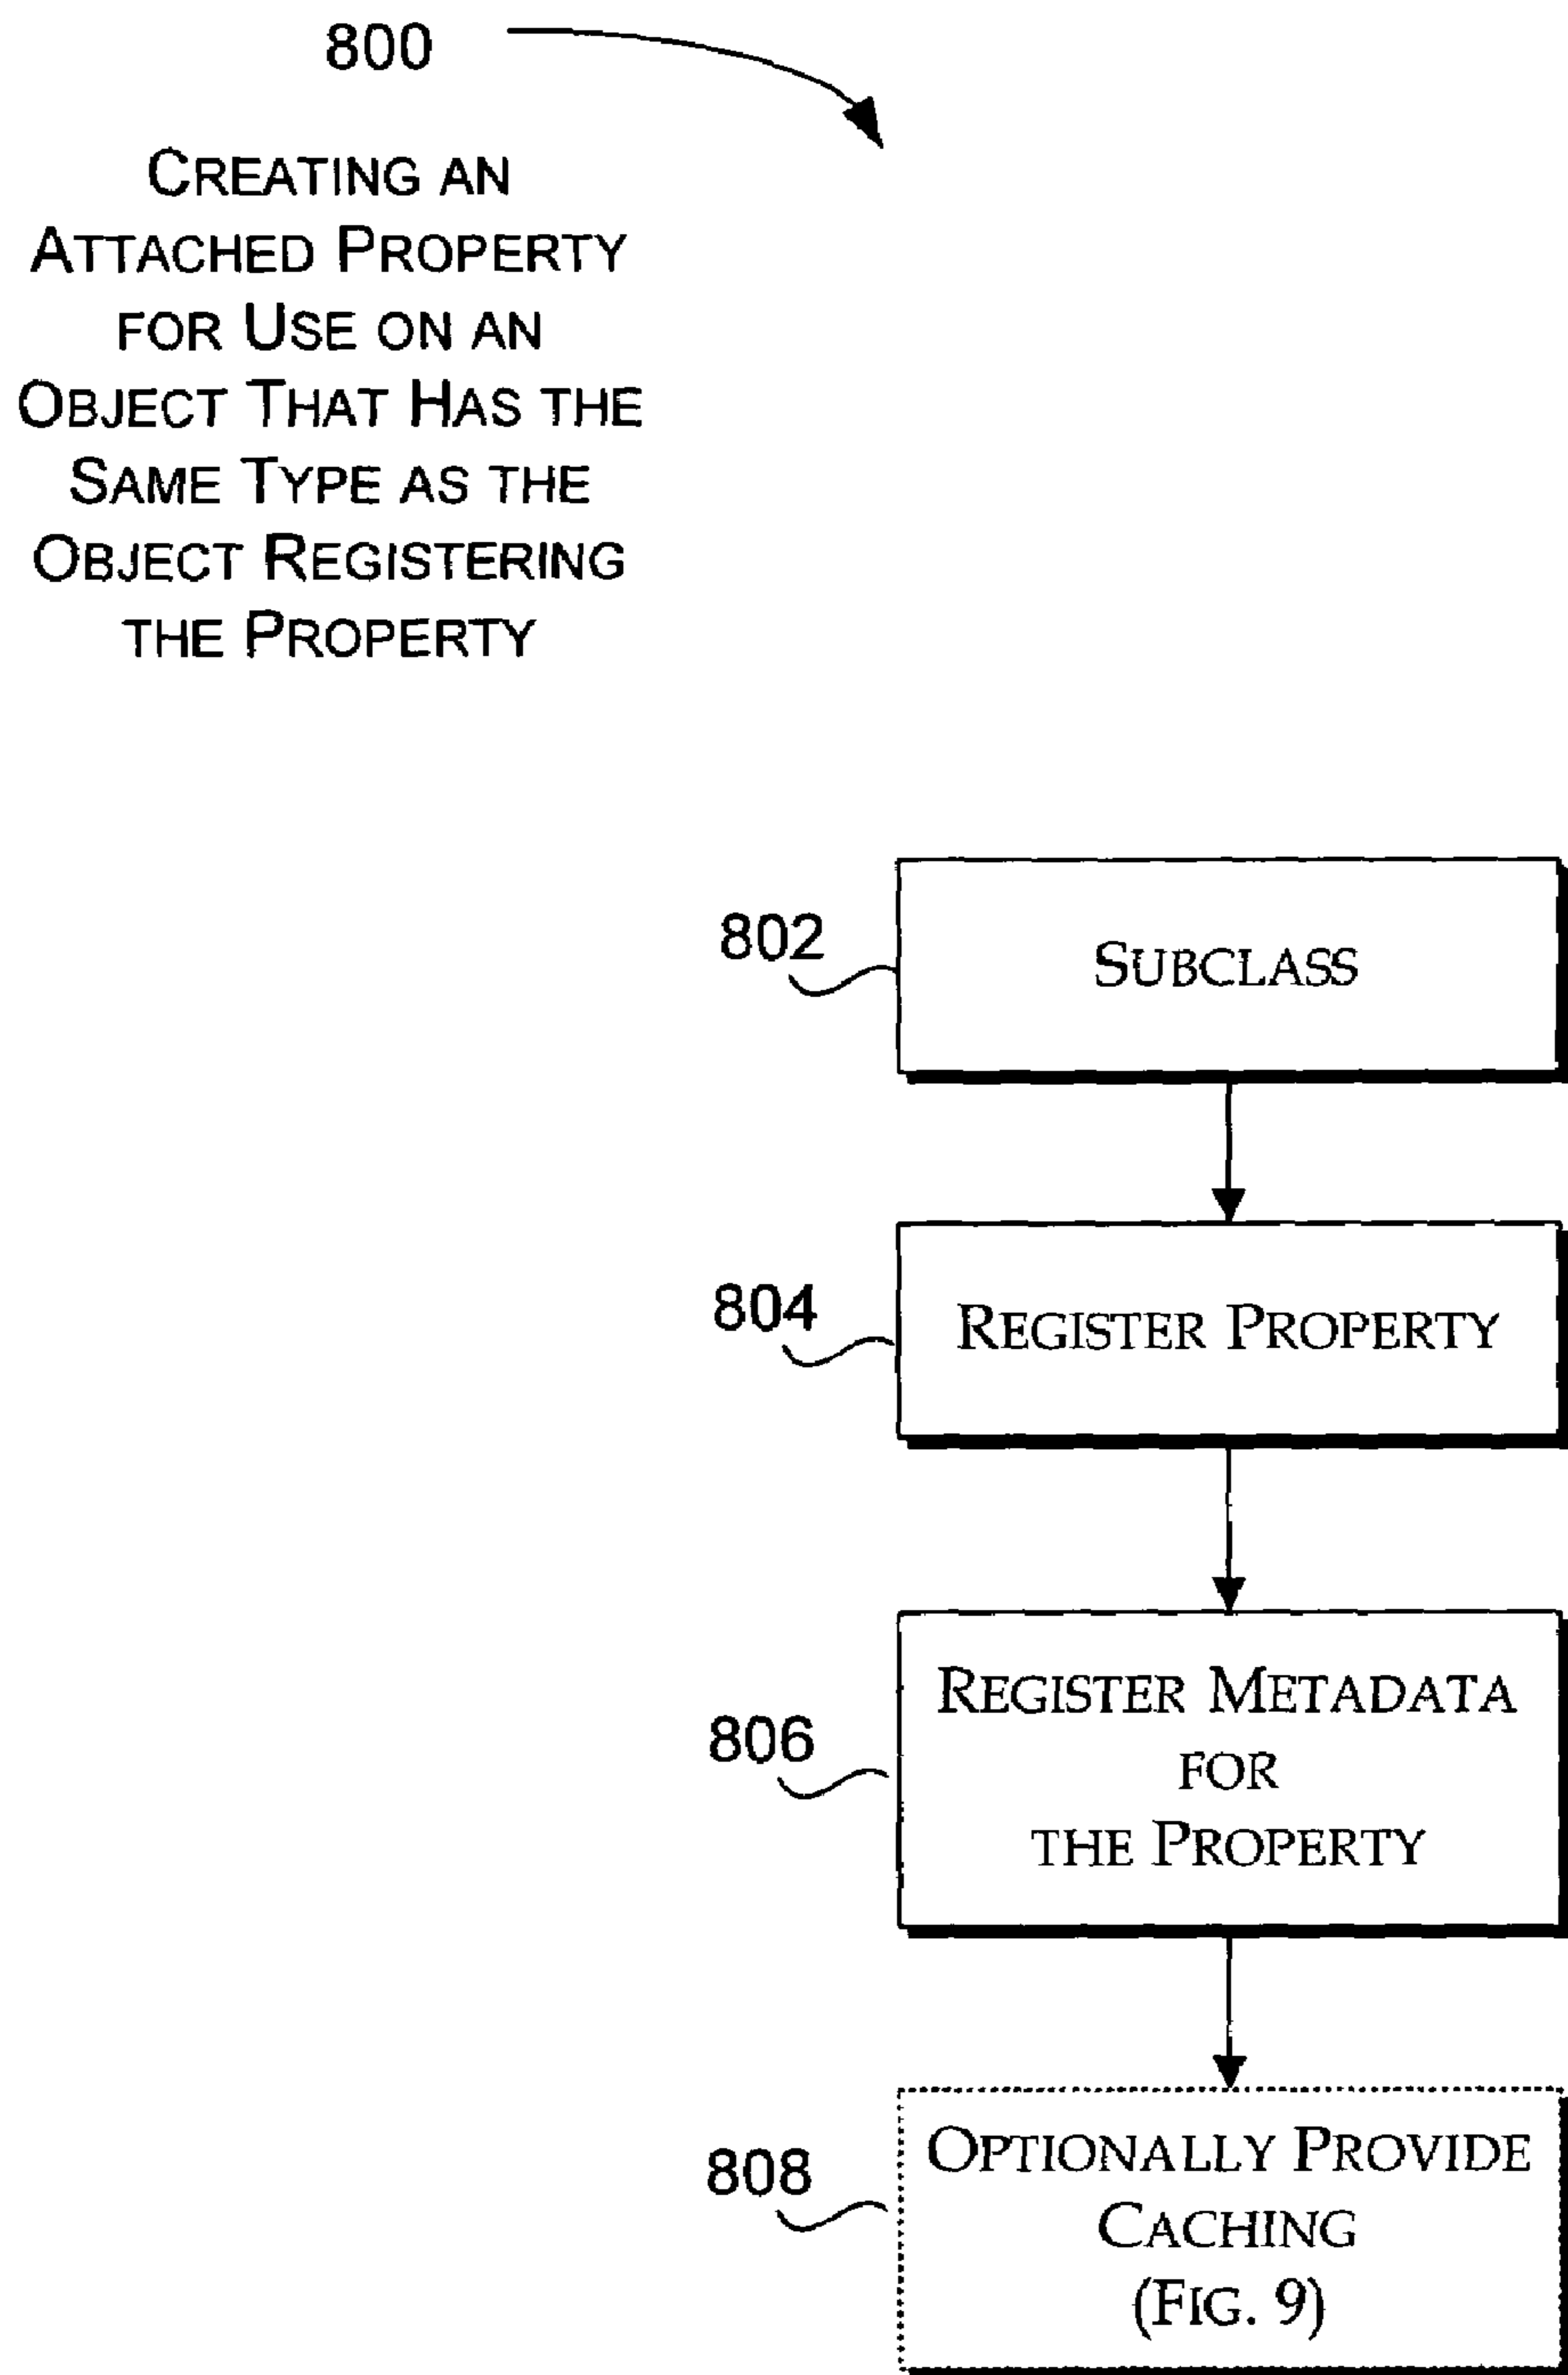 800
CREATING AN
ATTACHED PROPERTY
FOR USE ON AN
OBJECT THAT HAS THE
SAME TYPE AS THE
OBJECT REGISTERING
THE PROPERTY
802
SUBCLASS
804
REGISTER PROPERTY
806
REGISTER METADATA
FOR
THE PROPERTY
808
OPTIONALLY PROVIDE
CACHING
(FIG. 9)